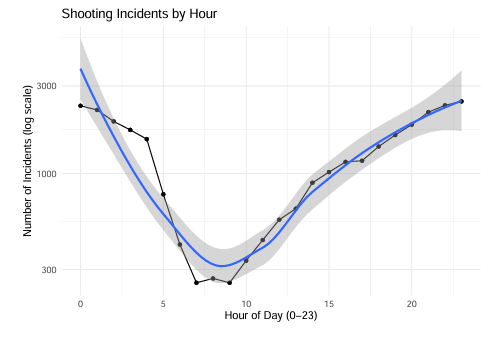 Shooting Incidents by Hour
Number of Incidents (log scale)
3000
1000
300
0 5 10 15 20
Hour of Day (0–23)